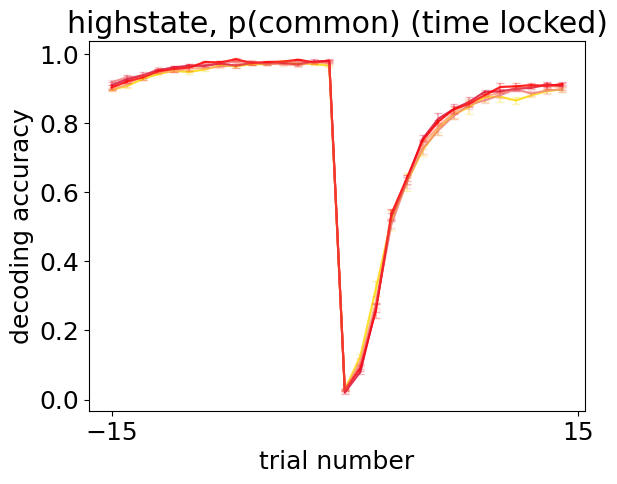 highstate, p(common) (time locked)
decoding accuracy
1.0
0.8
0.6
0.4
0.2
0.0
−15
15
trial number